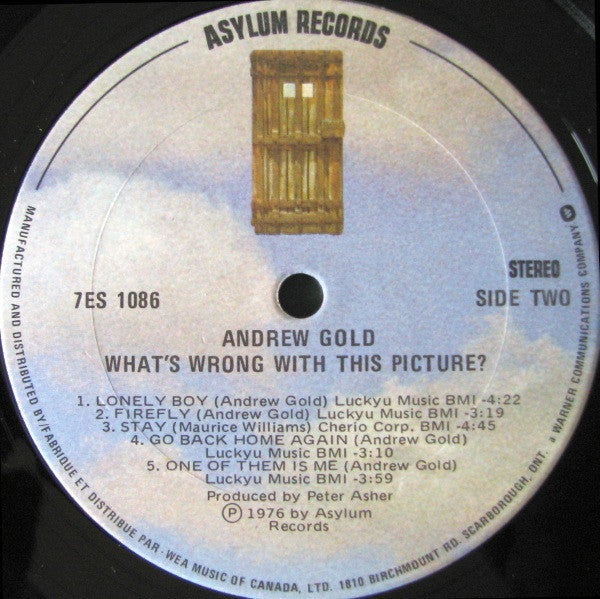 ASYLUM RECORDS
7ES 1086
STEREO
SIDE TWO
ANDREW GOLD
WHAT'S WRONG WITH THIS PICTURE?
1. LONELY BOY (Andrew Gold) Luckyu Music BMI -4:22
2. FIREFLY (Andrew Gold) Luckyu Music BMI -3:19
3. STAY (Maurice Williams) Cherio Corp. BMI -4:45
4. GO BACK HOME AGAIN (Andrew Gold)
Luckyu Music BMI -3:10
5. ONE OF THEM IS ME (Andrew Gold)
Luckyu Music BMI -3:59
Produced by Peter Asher
Ⓟ 1976 by Asylum
Records
MANUFACTURED AND DISTRIBUTED BY/FABRIQUE ET DISTRIBUE PAR - WEA MUSIC OF CANADA, LTD. 1810 BIRCHMOUNT RD. SCARBOROUGH, ONT. a WARNER COMMUNICATIONS COMPANY